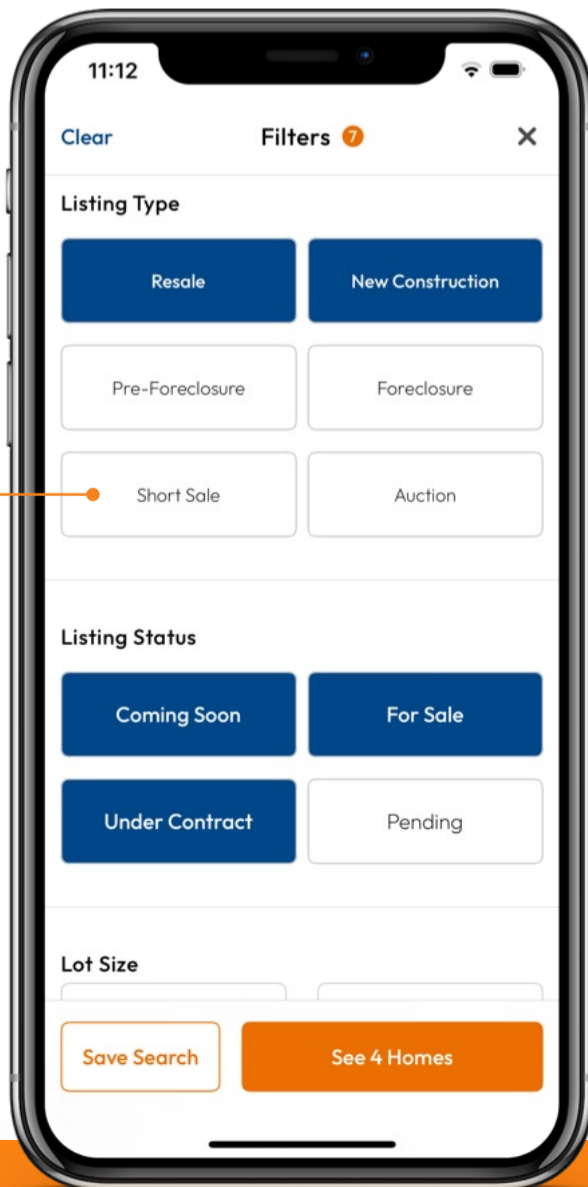 11:12
Clear Filters 7
Listing Type
Resale New Construction
Pre-Foreclosure Foreclosure
Short Sale Auction
Listing Status
Coming Soon For Sale
Under Contract Pending
Lot Size
Save Search See 4 Homes